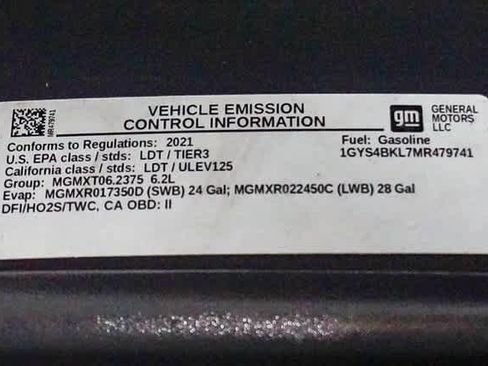 VEHICLE EMISSION
CONTROL INFORMATION
gm
GENERAL
MOTORS
LLC
MR479741
Conforms to Regulations: 2021
Fuel: Gasoline
U.S. EPA class / stds: LDT / TIER3
1GYS4BKL7MR479741
California class / stds: LDT / ULEV125
Group: MGMXT06.2375 6.2L
Evap: MGMXR017350D (SWB) 24 Gal; MGMXR022450C (LWB) 28 Gal
DFI/HO2S/TWC, CA OBD: II